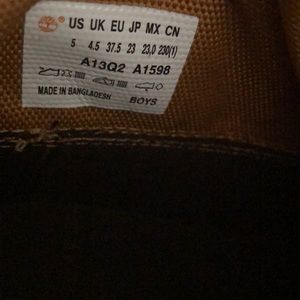 US UK EU JP MX CN
5 4.5 37.5 23 23,0 230(1)
A13Q2 A1598
MADE IN BANGLADESH BOYS